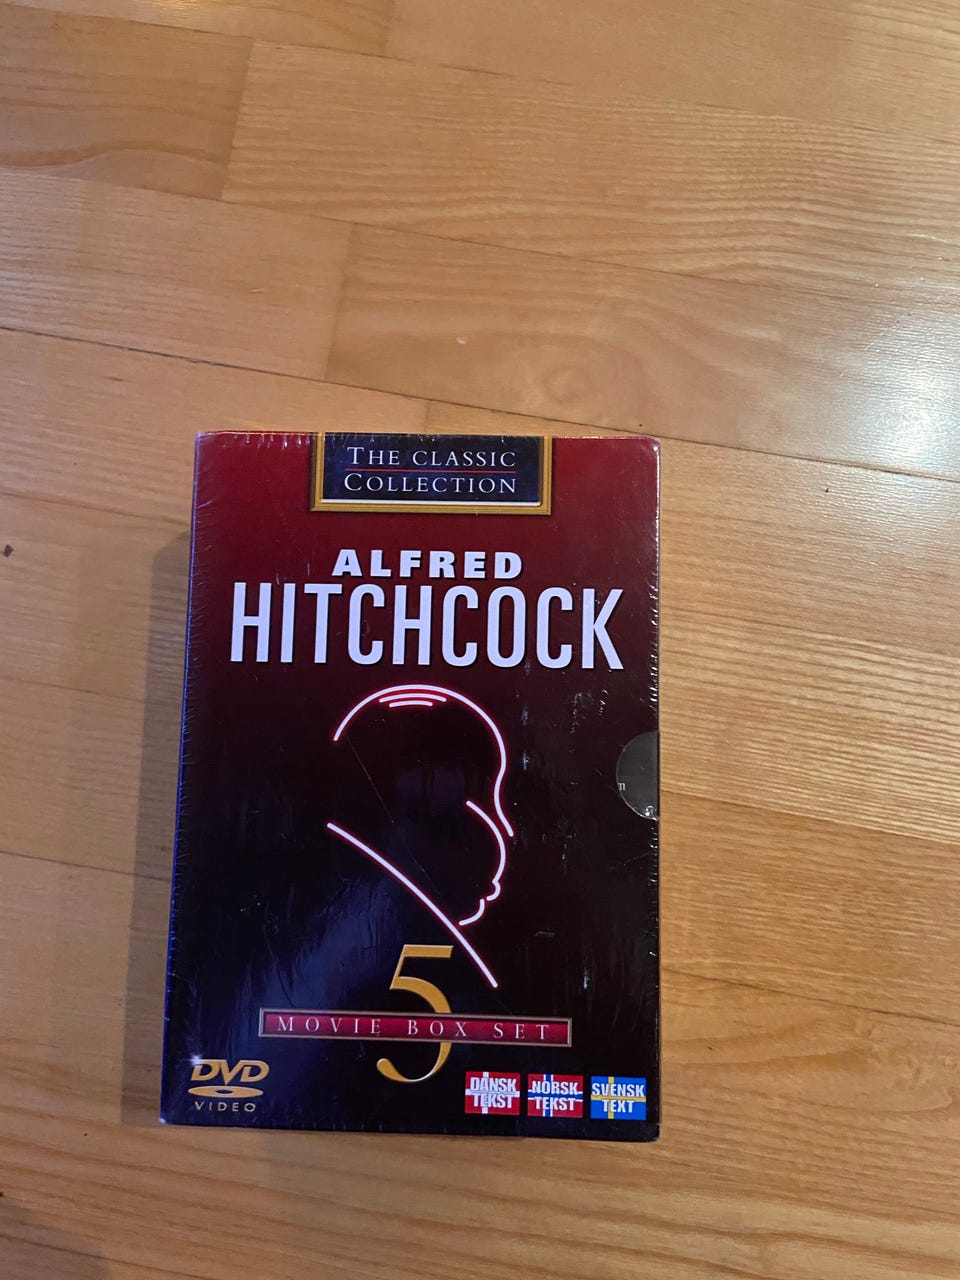 THE CLASSIC
COLLECTION
ALFRED
HITCHCOCK
5
MOVIE BOX SET
DVD
VIDEO
DANSK
TEKST
NORSK
TEKST
SVENSK
TEXT